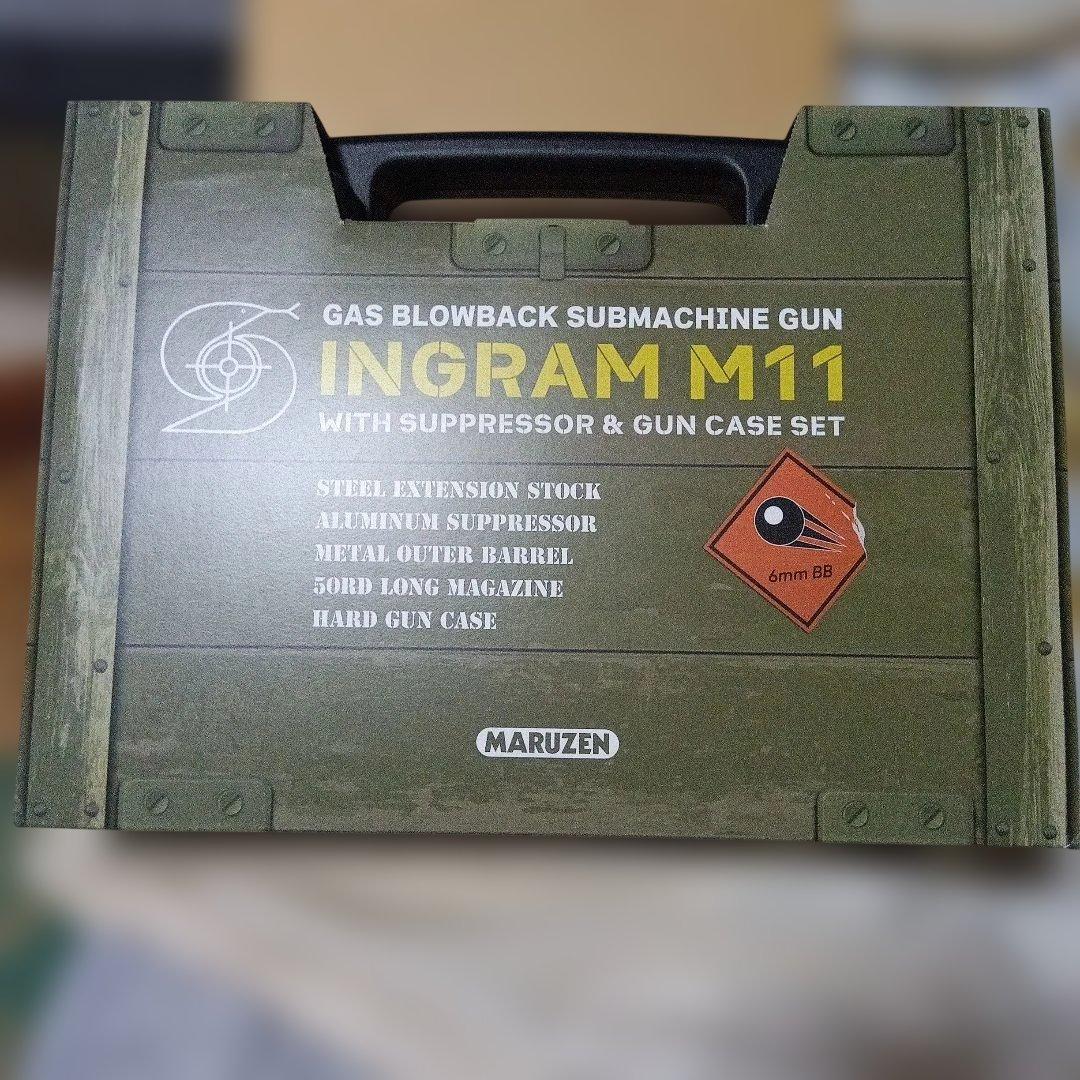 GAS BLOWBACK SUBMACHINE GUN
INGRAM M11
WITH SUPPRESSOR & GUN CASE SET
STEEL EXTENSION STOCK
ALUMINUM SUPPRESSOR
METAL OUTER BARREL
50RD LONG MAGAZINE
HARD GUN CASE
6mm BB
MARUZEN